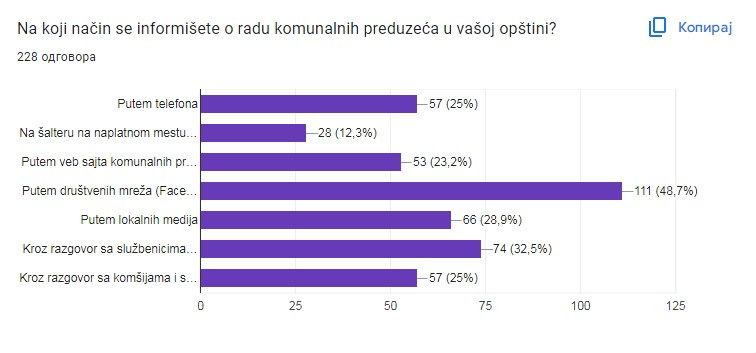 Na koji način se informišete o radu komunalnih preduzeća u vašoj opštini?
Копирај
228 одговора
Putem telefona
57 (25%)
Na šalteru na naplatnom mestu…
28 (12,3%)
Putem veb sajta komunalnih pr…
53 (23,2%)
Putem društvenih mreža (Face…
111 (48,7%)
Putem lokalnih medija
66 (28,9%)
Kroz razgovor sa službenicima…
74 (32,5%)
Kroz razgovor sa komšijama i s…
57 (25%)
0 25 50 75 100 125